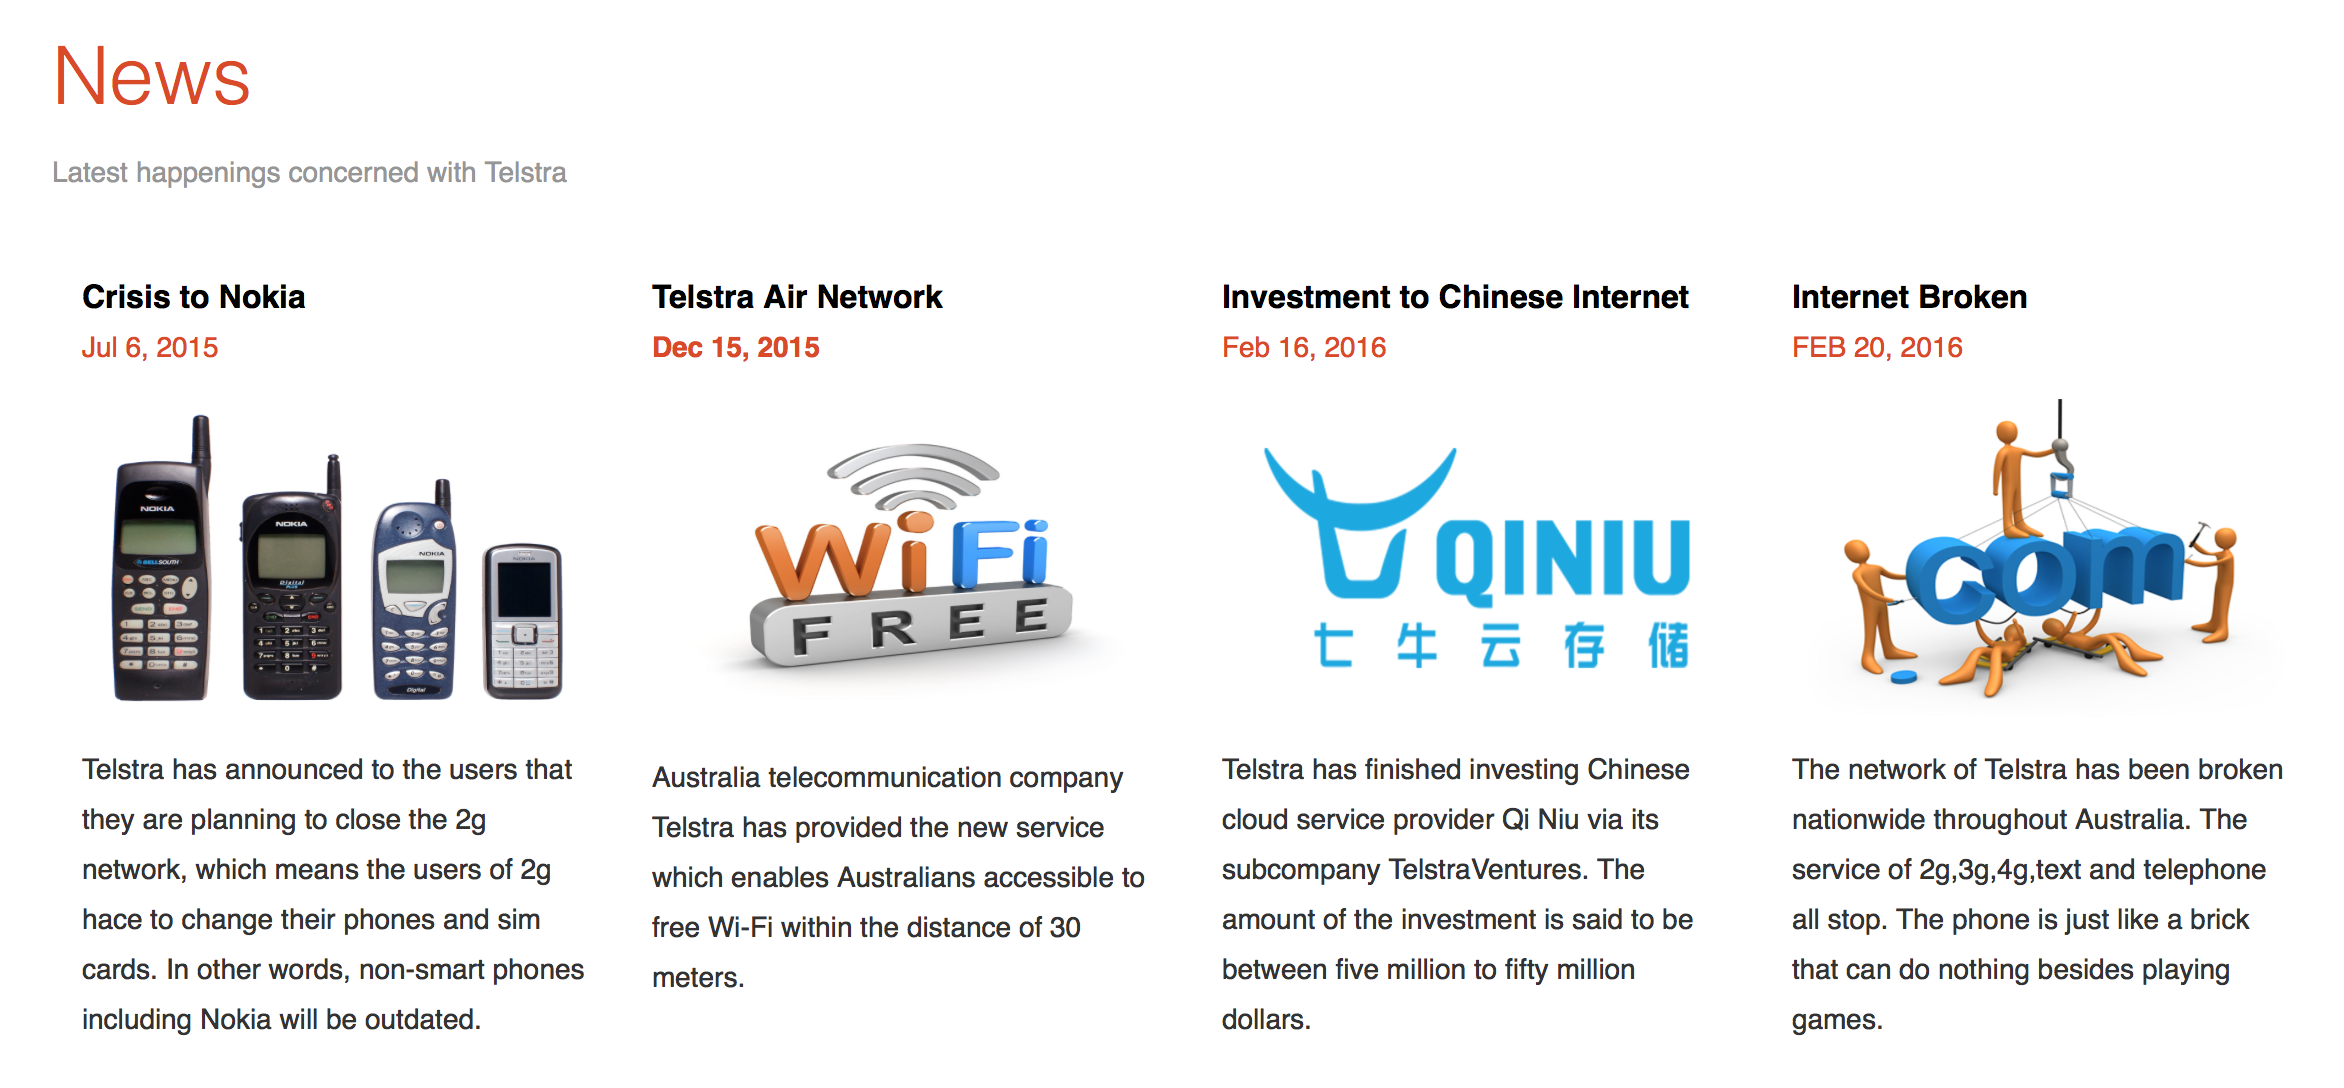 News
Latest happenings concerned with Telstra
Crisis to Nokia
Jul 6, 2015
NOKIA
BELLSOUTH
NOKIA
Digital
NOKIA
Digital
NOKIA
Telstra has announced to the users that
they are planning to close the 2g
network, which means the users of 2g
hace to change their phones and sim
cards. In other words, non-smart phones
including Nokia will be outdated.
Telstra Air Network
Dec 15, 2015
WiFi
FREE
Australia telecommunication company
Telstra has provided the new service
which enables Australians accessible to
free Wi-Fi within the distance of 30
meters.
Investment to Chinese Internet
Feb 16, 2016
QINIU
七牛云存储
Telstra has finished investing Chinese
cloud service provider Qi Niu via its
subcompany TelstraVentures. The
amount of the investment is said to be
between five million to fifty million
dollars.
Internet Broken
FEB 20, 2016
com
The network of Telstra has been broken
nationwide throughout Australia. The
service of 2g,3g,4g,text and telephone
all stop. The phone is just like a brick
that can do nothing besides playing
games.